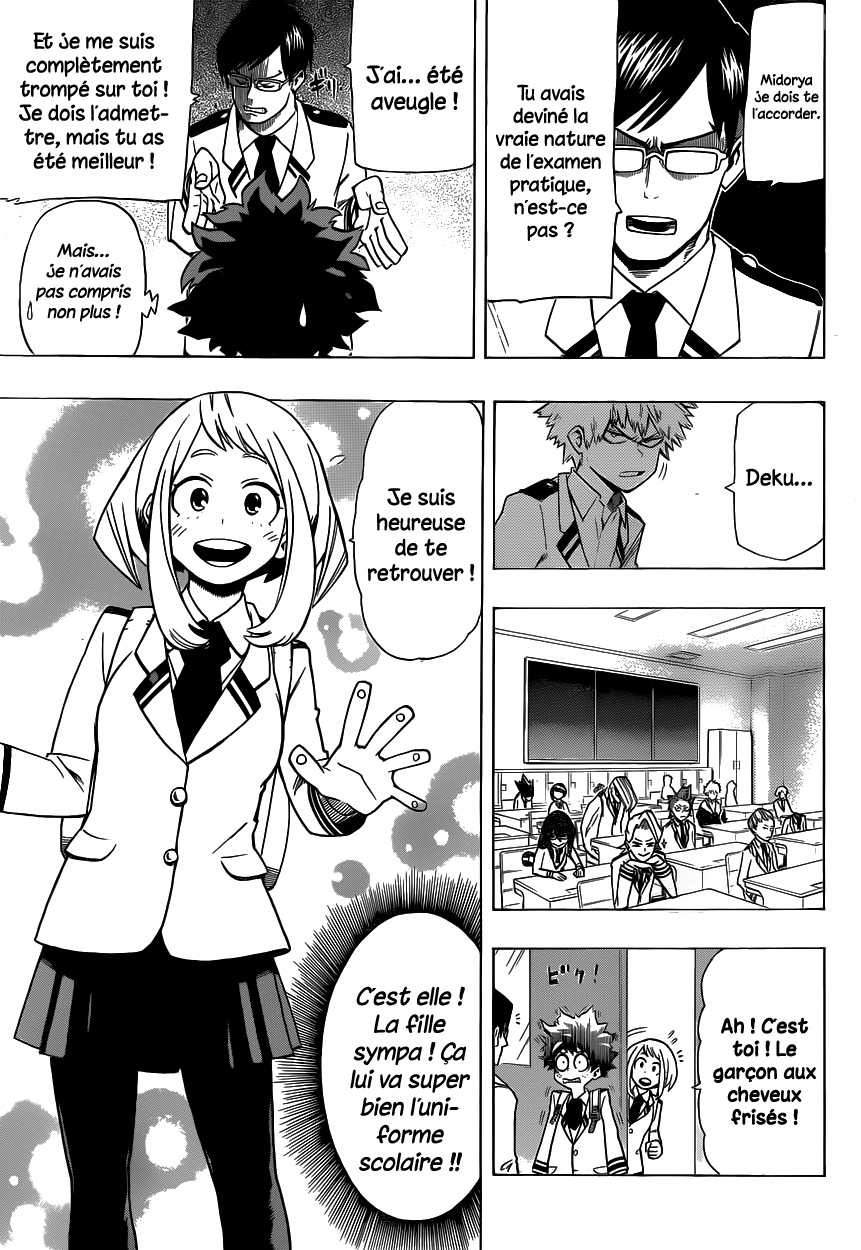 Midorya
je dois te
l'accorder.
Tu avais
deviné la
vraie nature
de l'examen
pratique,
n'est-ce
pas ?
J'ai... été
aveugle !
Et je me suis
complètement
trompé sur toi !
Je dois l'admet-
tre, mais tu as
été meilleur !
Mais...
je n'avais
pas compris
non plus !
Deku...
Ah ! C'est
toi ! Le
garçon aux
cheveux
frisés !
ビクッ!
Je suis
heureuse
de te
retrouver !
C'est elle !
La fille
sympa ! Ça
lui va super
bien l'uni-
forme
scolaire !!